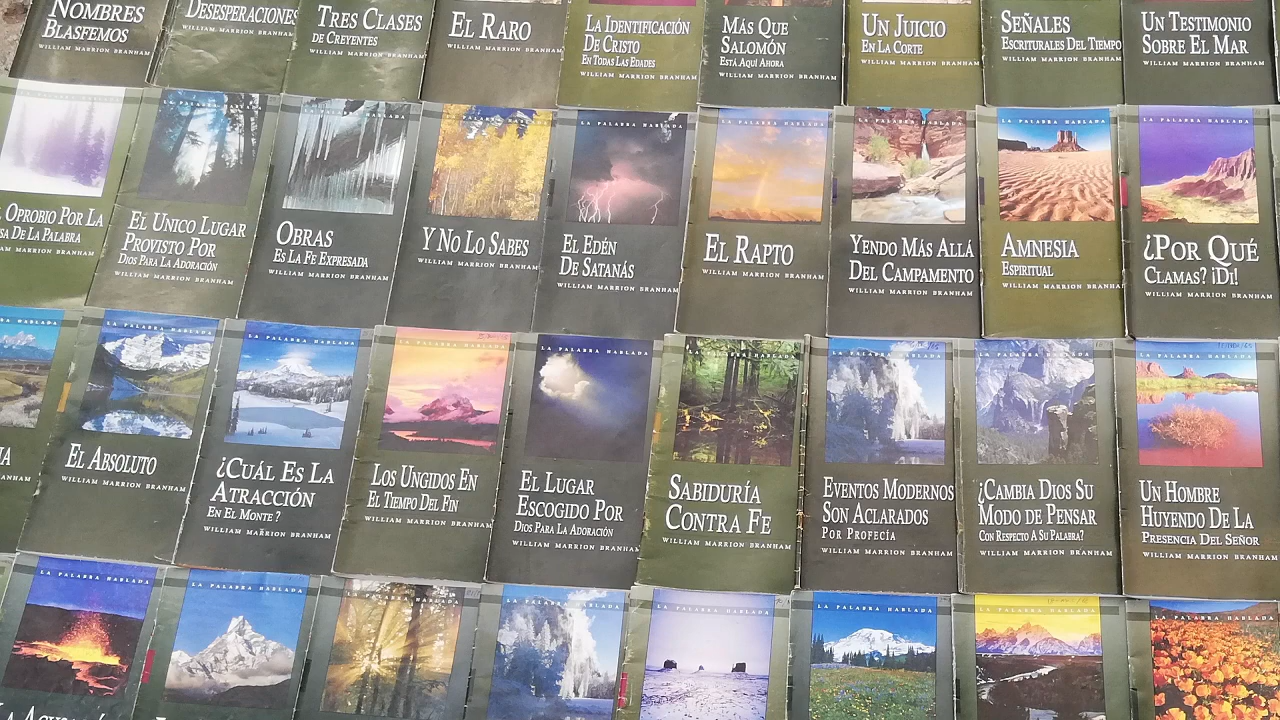 NOMBRES
BLASFEMOS
WILLIAM MARRION BRANHAM
DESESPERACIONES
WILLIAM MARRION BRANHAM
TRES CLASES
DE CREYENTES
WILLIAM MARRION BRANHAM
EL RARO
WILLIAM MARRION BRANHAM
LA IDENTIFICACIÓN
DE CRISTO
EN TODAS LAS EDADES
WILLIAM MARRION BRANHAM
MÁS QUE
SALOMÓN
ESTÁ AQUÍ AHORA
WILLIAM MARRION BRANHAM
UN JUICIO
EN LA CORTE
WILLIAM MARRION BRANHAM
SEÑALES
ESCRITURALES DEL TIEMPO
WILLIAM MARRION BRANHAM
UN TESTIMONIO
SOBRE EL MAR
WILLIAM MARRION BRANHAM
LA PALABRA HABLADA
OPROBIO POR LA
DE LA PALABRA
MARRION BRANHAM
LA PALABRA HABLADA
EL UNICO LUGAR
PROVISTO POR
DIOS PARA LA ADORACIÓN
WILLIAM MARRION BRANHAM
LA PALABRA HABLADA
OBRAS
ES LA FE EXPRESADA
WILLIAM MARRION BRANHAM
LA PALABRA HABLADA
Y NO LO SABES
WILLIAM MARRION BRANHAM
LA PALABRA HABLADA
EL EDÉN
DE SATANÁS
WILLIAM MARRION BRANHAM
LA PALABRA HABLADA
EL RAPTO
WILLIAM MARRION BRANHAM
LA PALABRA HABLADA
YENDO MÁS ALLÁ
DEL CAMPAMENTO
WILLIAM MARRION BRANHAM
LA PALABRA HABLADA
AMNESIA
ESPIRITUAL
WILLIAM MARRION BRANHAM
LA PALABRA HABLADA
¿POR QUÉ
CLAMAS? ¡DI!
WILLIAM MARRION BRANHAM
PALABRA HABLADA
LA PALABRA HABLADA
EL ABSOLUTO
WILLIAM MARRION BRANHAM
LA PALABRA HABLADA
¿CUÁL ES LA
ATRACCIÓN
EN EL MONTE?
WILLIAM MARRION BRANHAM
LA PALABRA HABLADA
LOS UNGIDOS EN
EL TIEMPO DEL FIN
WILLIAM MARRION BRANHAM
LA PALABRA HABLADA
EL LUGAR
ESCOGIDO POR
DIOS PARA LA ADORACIÓN
WILLIAM MARRION BRANHAM
LA PALABRA HABLADA
SABIDURÍA
CONTRA FE
WILLIAM MARRION BRANHAM
LA PALABRA HABLADA
EVENTOS MODERNOS
SON ACLARADOS
POR PROFECÍA
WILLIAM MARRION BRANHAM
LA PALABRA HABLADA
¿CAMBIA DIOS SU
MODO DE PENSAR
CON RESPECTO A SU PALABRA?
WILLIAM MARRION BRANHAM
LA PALABRA HABLADA
UN HOMBRE
HUYENDO DE LA
PRESENCIA DEL SEÑOR
WILLIAM MARRION BRANHAM
LA PALABRA HABLADA
LA PALABRA HABLADA
LA PALABRA HABLADA
LA PALABRA HABLADA
LA PALABRA HABLADA
LA PALABRA HABLADA
LA PALABRA HABLADA
LA PALABRA HABLADA